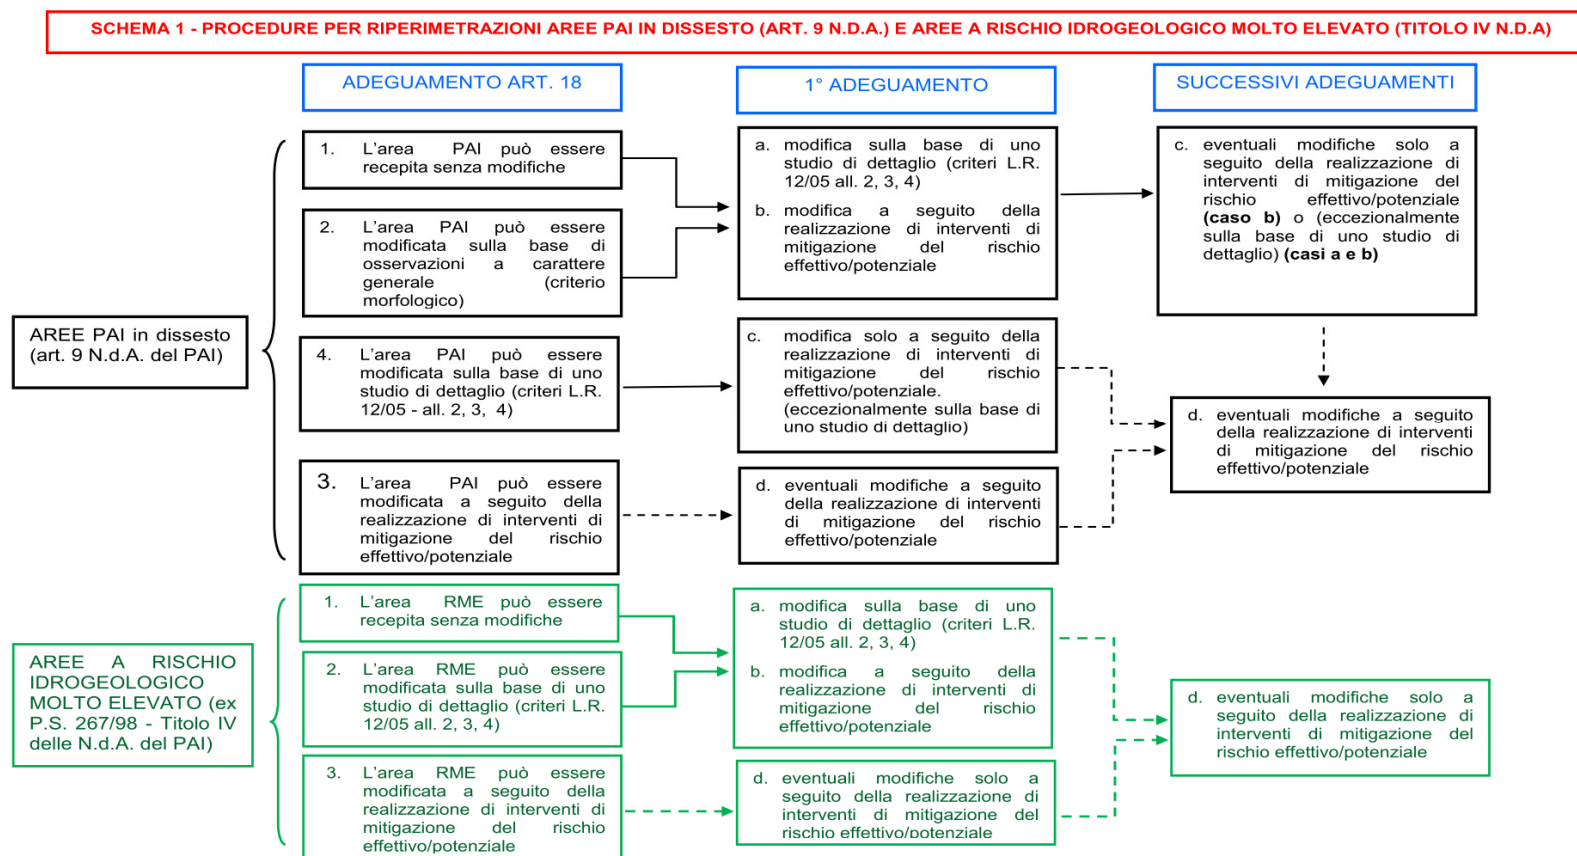 SCHEMA 1 - PROCEDURE PER RIPERIMETRAZIONI AREE PAI IN DISSESTO (ART. 9 N.D.A.) E AREE A RISCHIO IDROGEOLOGICO MOLTO ELEVATO (TITOLO IV N.D.A)
ADEGUAMENTO ART. 18
1° ADEGUAMENTO
SUCCESSIVI ADEGUAMENTI
AREE PAI in dissesto
(art. 9 N.d.A. del PAI)
1. L'area PAI può essere
recepita senza modifiche
2. L'area PAI può essere
modificata sulla base di
osservazioni a carattere
generale (criterio
morfologico)
4. L'area PAI può essere
modificata sulla base di uno
studio di dettaglio (criteri L.R.
12/05 - all. 2, 3, 4)
3. L'area PAI può essere
modificata a seguito della
realizzazione di interventi di
mitigazione del rischio
effettivo/potenziale
a. modifica sulla base di uno
studio di dettaglio (criteri L.R.
12/05 all. 2, 3, 4)
b. modifica a seguito della
realizzazione di interventi di
mitigazione del rischio
effettivo/potenziale
c. modifica solo a seguito della
realizzazione di interventi di
mitigazione del rischio
effettivo/potenziale.
(eccezionalmente sulla base di
uno studio di dettaglio)
d. eventuali modifiche a seguito
della realizzazione di interventi
di mitigazione del rischio
effettivo/potenziale
c. eventuali modifiche solo a
seguito della realizzazione di
interventi di mitigazione del
rischio effettivo/potenziale
(caso b) o (eccezionalmente
sulla base di uno studio di
dettaglio) (casi a e b)
d. eventuali modifiche a seguito
della realizzazione di interventi
di mitigazione del rischio
effettivo/potenziale
AREE A RISCHIO
IDROGEOLOGICO
MOLTO ELEVATO (ex
P.S. 267/98 - Titolo IV
delle N.d.A. del PAI)
1. L'area RME può essere
recepita senza modifiche
2. L'area RME può essere
modificata sulla base di uno
studio di dettaglio (criteri L.R.
12/05 all. 2, 3, 4)
3. L'area RME può essere
modificata a seguito della
realizzazione di interventi di
mitigazione del rischio
effettivo/potenziale
a. modifica sulla base di uno
studio di dettaglio (criteri L.R.
12/05 all. 2, 3, 4)
b. modifica a seguito della
realizzazione di interventi di
mitigazione del rischio
effettivo/potenziale
d. eventuali modifiche solo a
seguito della realizzazione di
interventi di mitigazione del
rischio effettivo/potenziale
d. eventuali modifiche solo a
seguito della realizzazione di
interventi di mitigazione del
rischio effettivo/potenziale